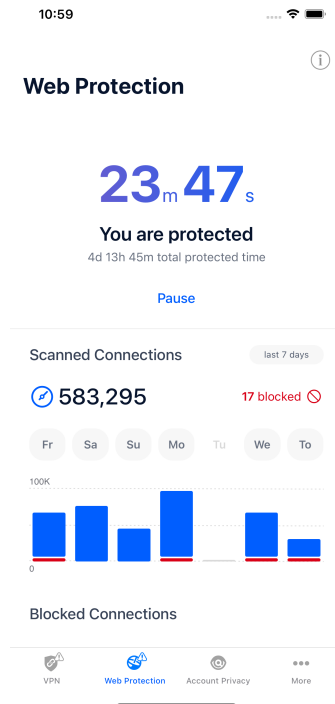 10:59
Web Protection
23m 47s
You are protected
4d 13h 45m total protected time
Pause
Scanned Connections last 7 days
583,295 17 blocked
Fr Sa Su Mo Tu We To
100K
0
Blocked Connections
VPN Web Protection Account Privacy More